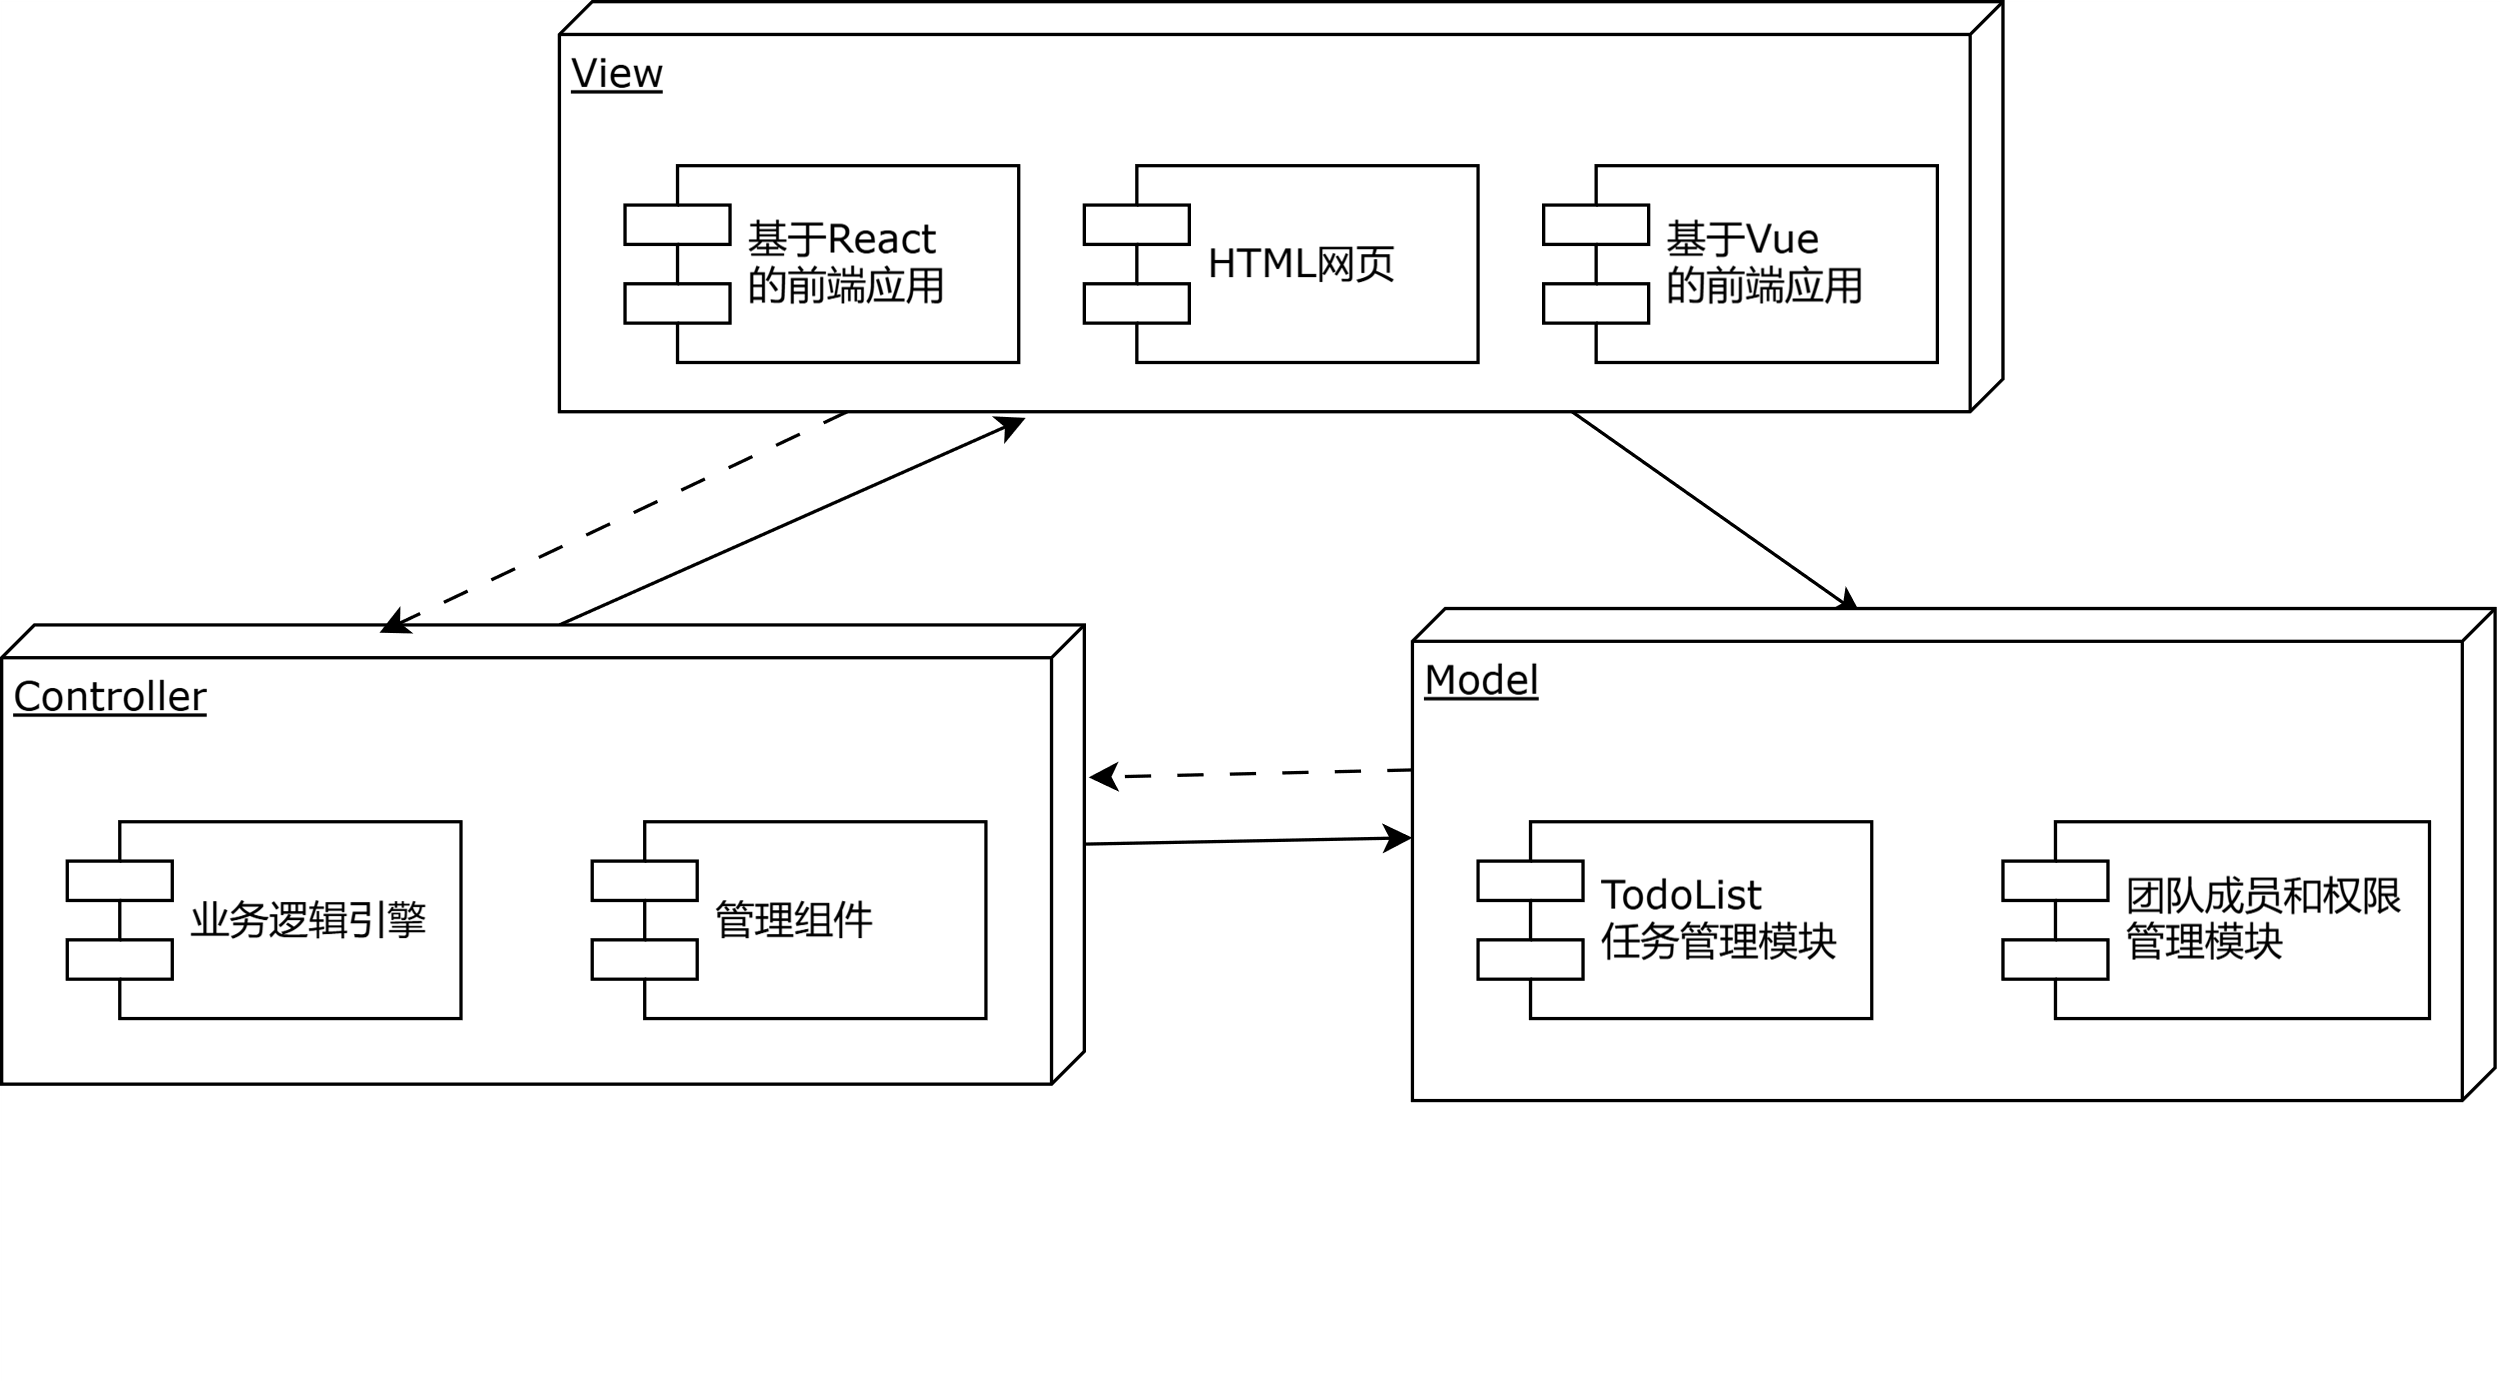 View
基于React
的前端应用
HTML网页
基于Vue
的前端应用
Controller
业务逻辑引擎
管理组件
Model
TodoList
任务管理模块
团队成员和权限
管理模块